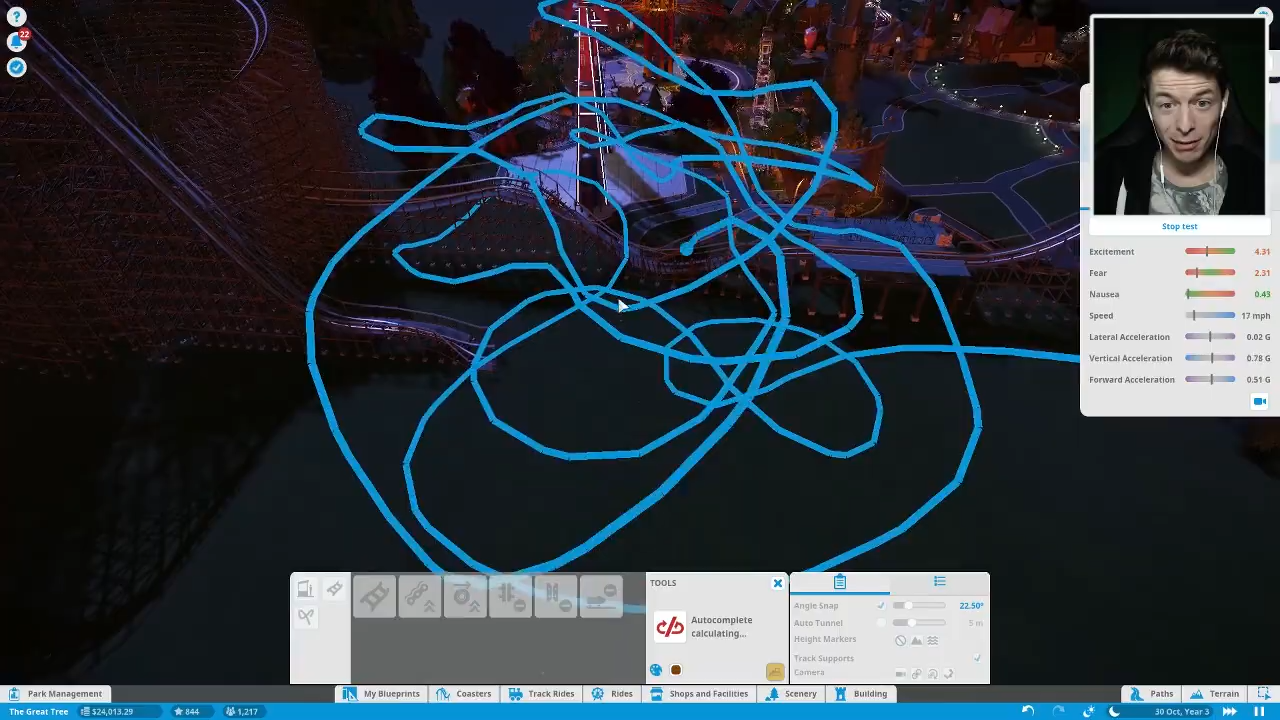 ?
22
Stop test
Excitement 4.31
Fear 2.31
Nausea 0.43
Speed 17 mph
Lateral Acceleration 0.02 G
Vertical Acceleration 0.78 G
Forward Acceleration 0.51 G
TOOLS
Autocomplete
calculating...
Angle Snap 22.50°
Auto Tunnel 5 m
Height Markers
Track Supports
Camera
Park Management My Blueprints Coasters Track Rides Rides Shops and Facilities Scenery Building Paths Terrain
The Great Tree $24,013.29 844 1,217 30 Oct, Year 3